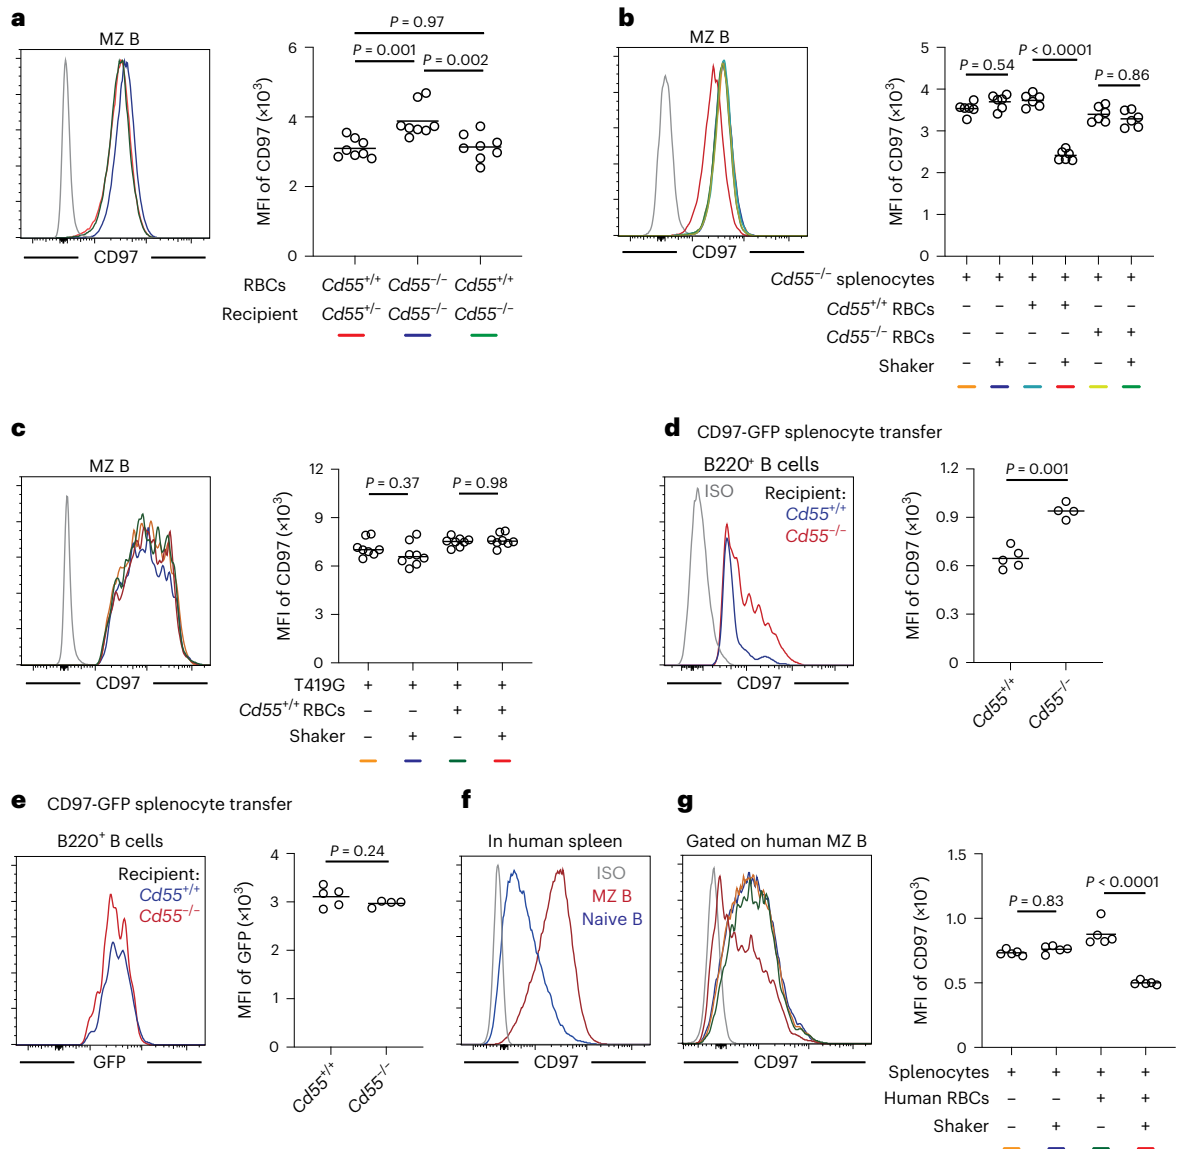 a
MZ B
CD97
P = 0.97
P = 0.001
P = 0.002
6
4
2
0
MFI of CD97 (×10³)
RBCs Cd55⁺/⁺ Cd55⁻/⁻ Cd55⁺/⁺
Recipient Cd55⁺/⁻ Cd55⁻/⁻ Cd55⁻/⁻
b
MZ B
CD97
P < 0.0001
P = 0.54
P = 0.86
5
4
3
2
1
0
MFI of CD97 (×10³)
Cd55⁻/⁻ splenocytes + + + + + +
Cd55⁺/⁺ RBCs – – + + – –
Cd55⁻/⁻ RBCs – – – – + +
Shaker – + – + – +
c
MZ B
CD97
P = 0.37
P = 0.98
12
9
6
3
0
MFI of CD97 (×10³)
T419G + + + +
Cd55⁺/⁺ RBCs – – + +
Shaker – + – +
d CD97-GFP splenocyte transfer
B220⁺ B cells
ISO
Recipient:
Cd55⁺/⁺
Cd55⁻/⁻
CD97
P = 0.001
1.2
0.9
0.6
0.3
0
MFI of CD97 (×10³)
Cd55⁺/⁺
Cd55⁻/⁻
e CD97-GFP splenocyte transfer
B220⁺ B cells
Recipient:
Cd55⁺/⁺
Cd55⁻/⁻
GFP
P = 0.24
4
3
2
1
0
MFI of GFP (×10³)
Cd55⁺/⁺
Cd55⁻/⁻
f
In human spleen
ISO
MZ B
Naive B
CD97
g
Gated on human MZ B
CD97
P < 0.0001
P = 0.83
1.5
1.0
0.5
0
MFI of CD97 (×10³)
Splenocytes + + + +
Human RBCs – – + +
Shaker – + – +